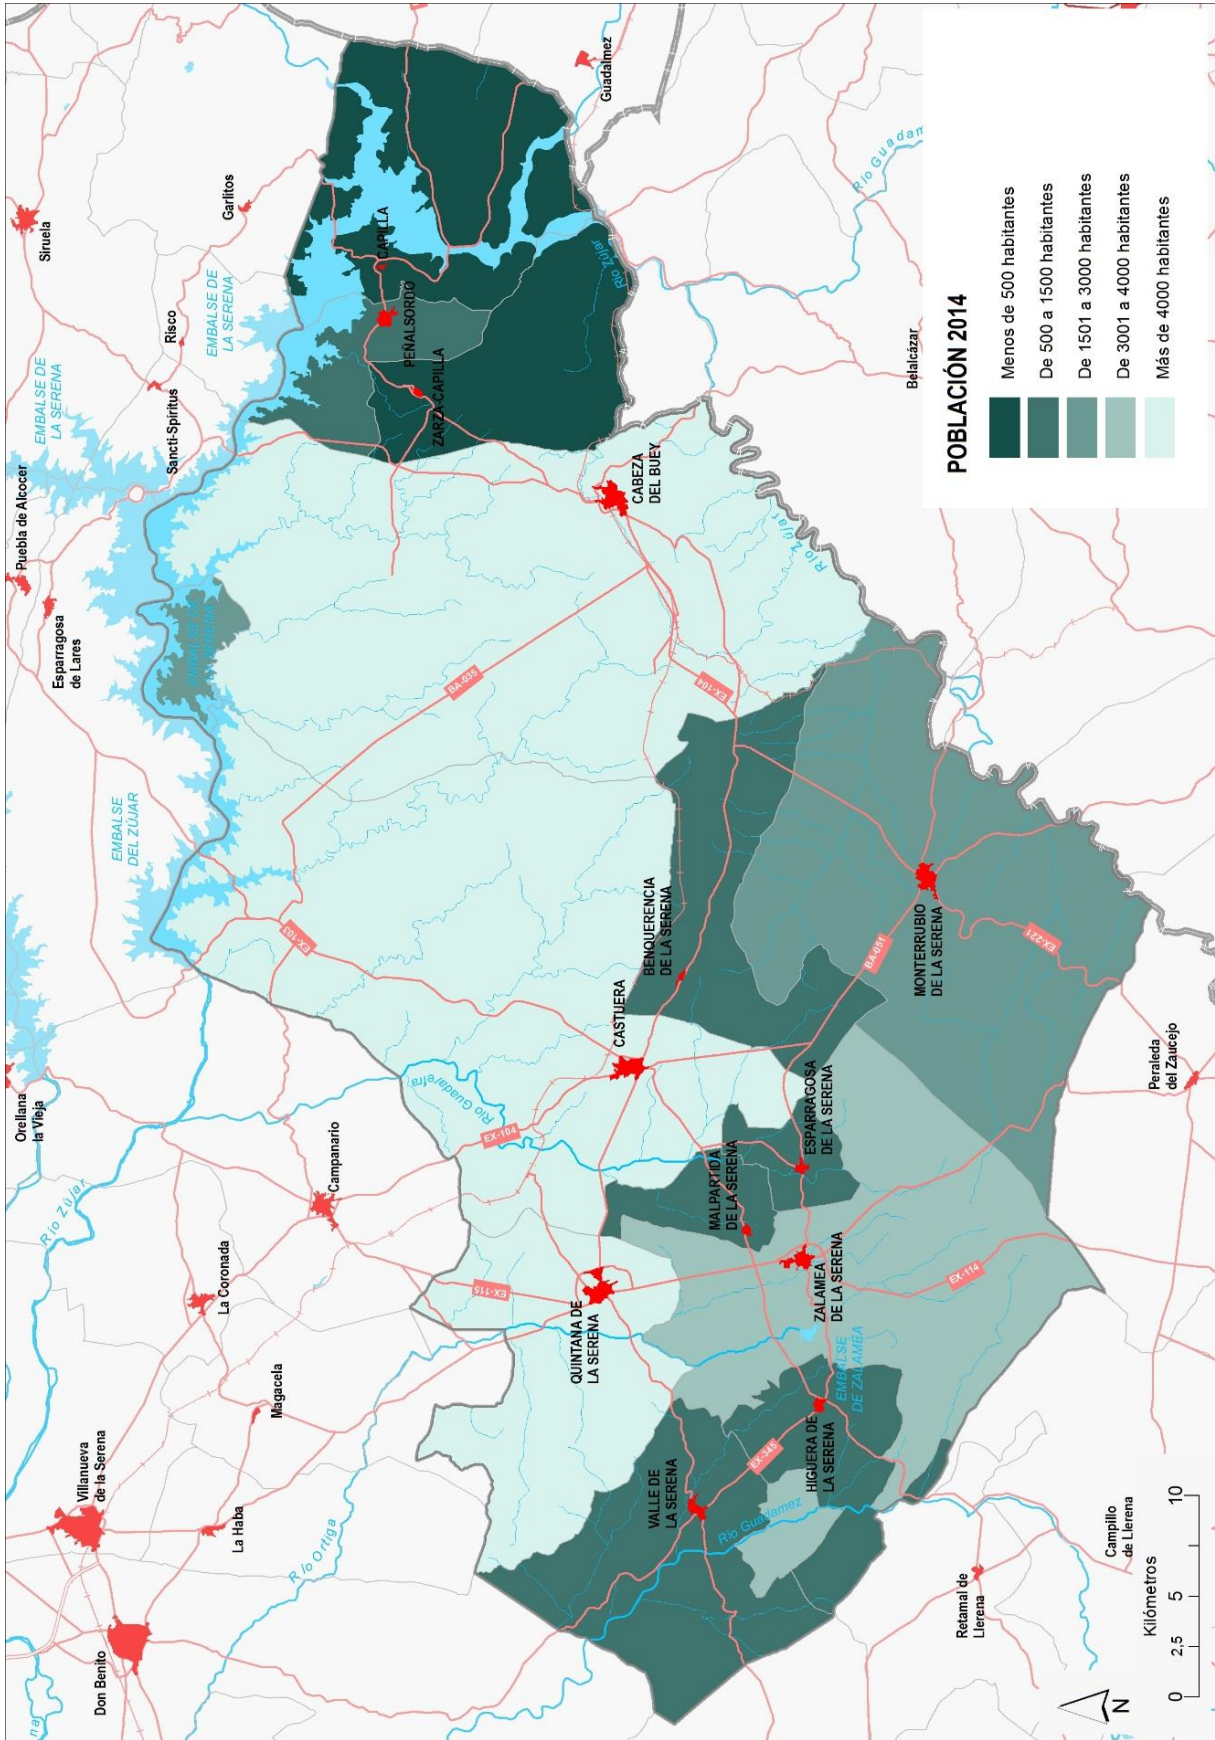 Siruela
Puebla de Alcocer
Orellana
la Vieja
EMBALSE DE
LA SERENA
Esparragosa
de Lares
Río Zújar
Villanueva
de la Serena
Don Benito
na
Risco
Sancti-Spiritus
Garlitos
EMBALSE DE
LA SERENA
EMBALSE
DEL ZÚJAR
EMBALSE DE
LA SERENA
La Coronada
La Haba
Magacela
Campanario
Río Ortiga
EX-103
CAPILLA
PEÑALSORDO
ZARZA-CAPILLA
BA-035
Río Guadalefra
EX-104
EX-115
Guadalmez
Río Zújar
CABEZA
DEL BUEY
CASTUERA
QUINTANA DE
LA SERENA
BENQUERENCIA
DE LA SERENA
VALLE DE
LA SERENA
MALPARTIDA
DE LA SERENA
EX-104
Río Zújar
Río Guadamez
EX-345
ESPARRAGOSA
DE LA SERENA
ZALAMEA
DE LA SERENA
HIGUERA DE
LA SERENA
EMBALSE
DE ZALAMEA
Río Guadam
BA-051
Belalcázar
MONTERRUBIO
DE LA SERENA
EX-114
EX-221
Retamal de
Llerena
Campillo
de Llerena
Peraleda
del Zaucejo
N
Kilómetros
0 2,5 5 10
POBLACIÓN 2014
Menos de 500 habitantes
De 500 a 1500 habitantes
De 1501 a 3000 habitantes
De 3001 a 4000 habitantes
Más de 4000 habitantes